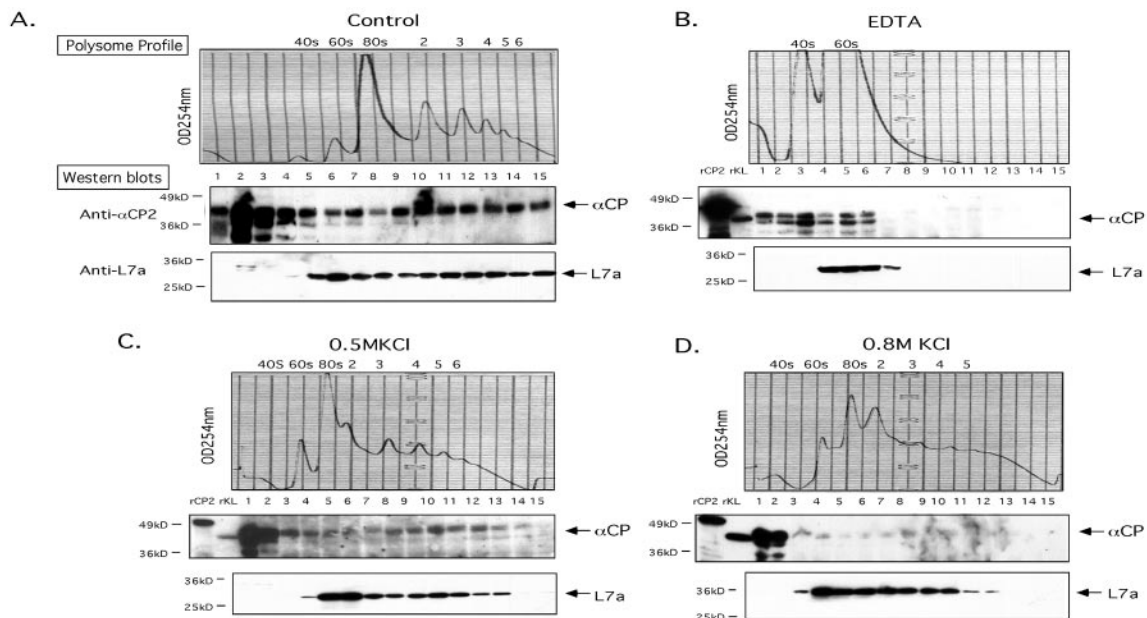 A.
Control
Polysome Profile
40s 60s 80s 2 3 4 5 6
OD254nm
Western blots
1 2 3 4 5 6 7 8 9 10 11 12 13 14 15
Anti-αCP2
49kD
36kD
αCP
Anti-L7a
36kD
25kD
L7a
B.
EDTA
40s 60s
OD254nm
rCP2 rKL 1 2 3 4 5 6 7 8 9 10 11 12 13 14 15
49kD
36kD
αCP
36kD
25kD
L7a
C.
0.5MKCl
40S 60s 80s 2 3 4 5 6
OD254nm
rCP2 rKL 1 2 3 4 5 6 7 8 9 10 11 12 13 14 15
49kD
36kD
αCP
36kD
25kD
L7a
D.
0.8M KCl
40s 60s 80s 2 3 4 5
OD254nm
rCP2 rKL 1 2 3 4 5 6 7 8 9 10 11 12 13 14 15
49kD
36kD
αCP
36kD
25kD
L7a